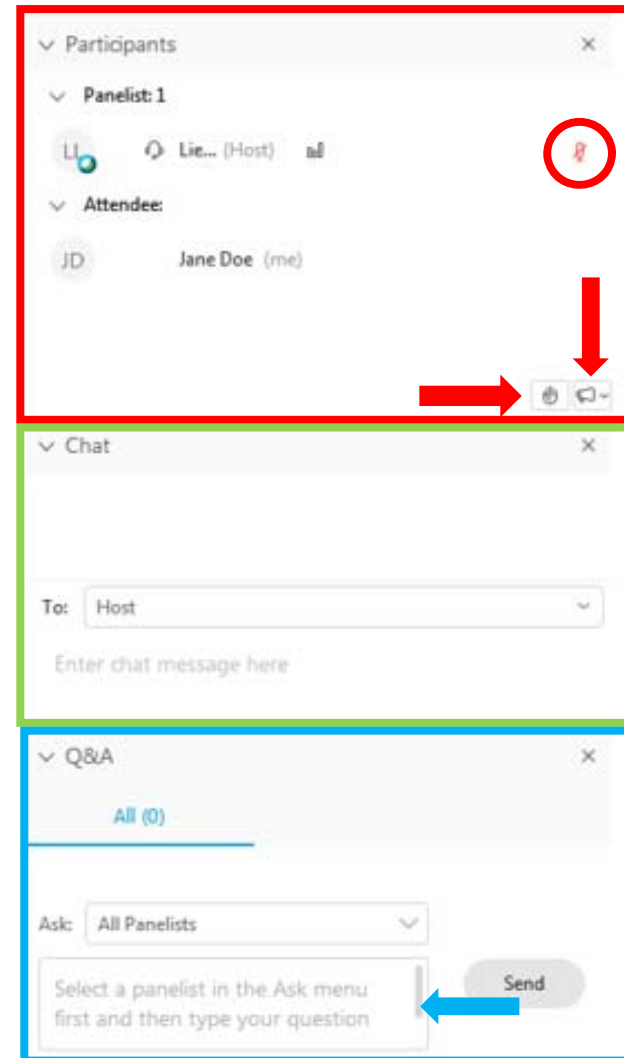 Participants
Panelist: 1
LI Lie... (Host)
Attendee:
JD Jane Doe (me)
Chat
To: Host
Enter chat message here
Q&A
All (0)
Ask: All Panelists
Select a panelist in the Ask menu
first and then type your question
Send